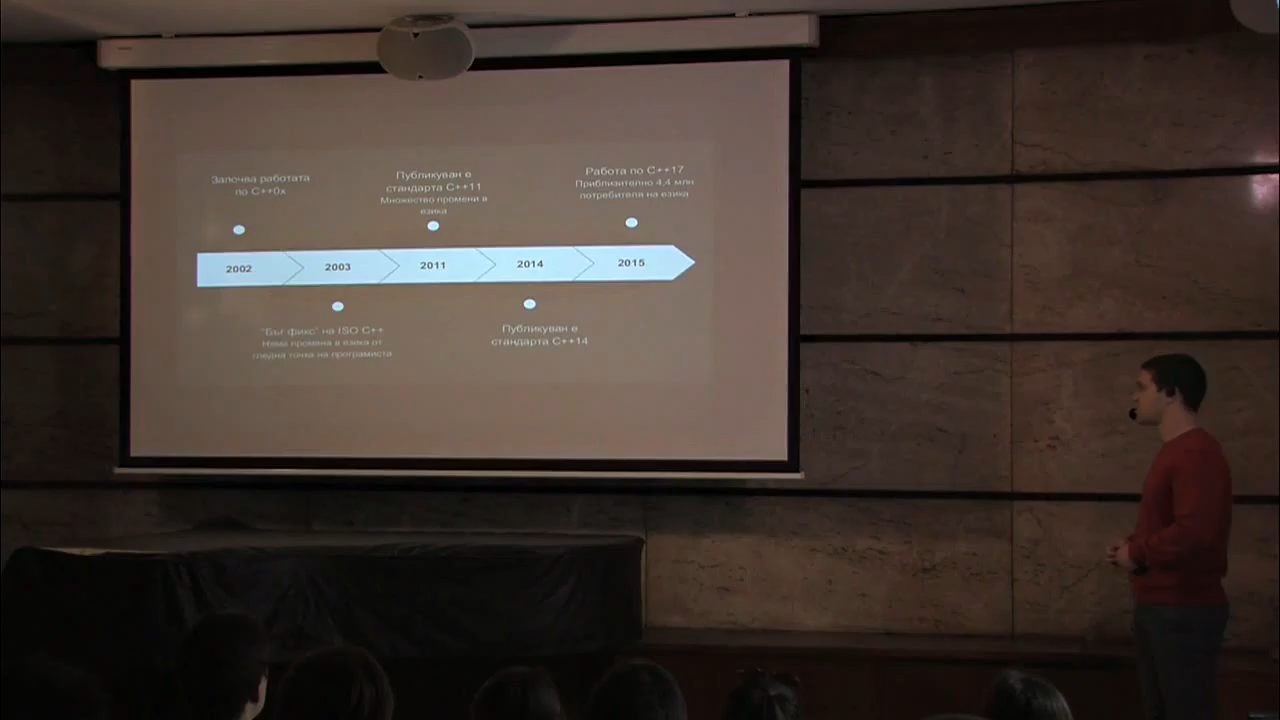 Започва работата
по C++0x
Публикуван е
стандарта C++11
Множество промени в
езика
Работа по C++17
Приблизително 4,4 млн
потребителя на езика
2002
2003
2011
2014
2015
"Бъг фикс" на ISO C++
Няма промяна в езика от
гледна точка на програмиста
Публикуван е
стандарта C++14